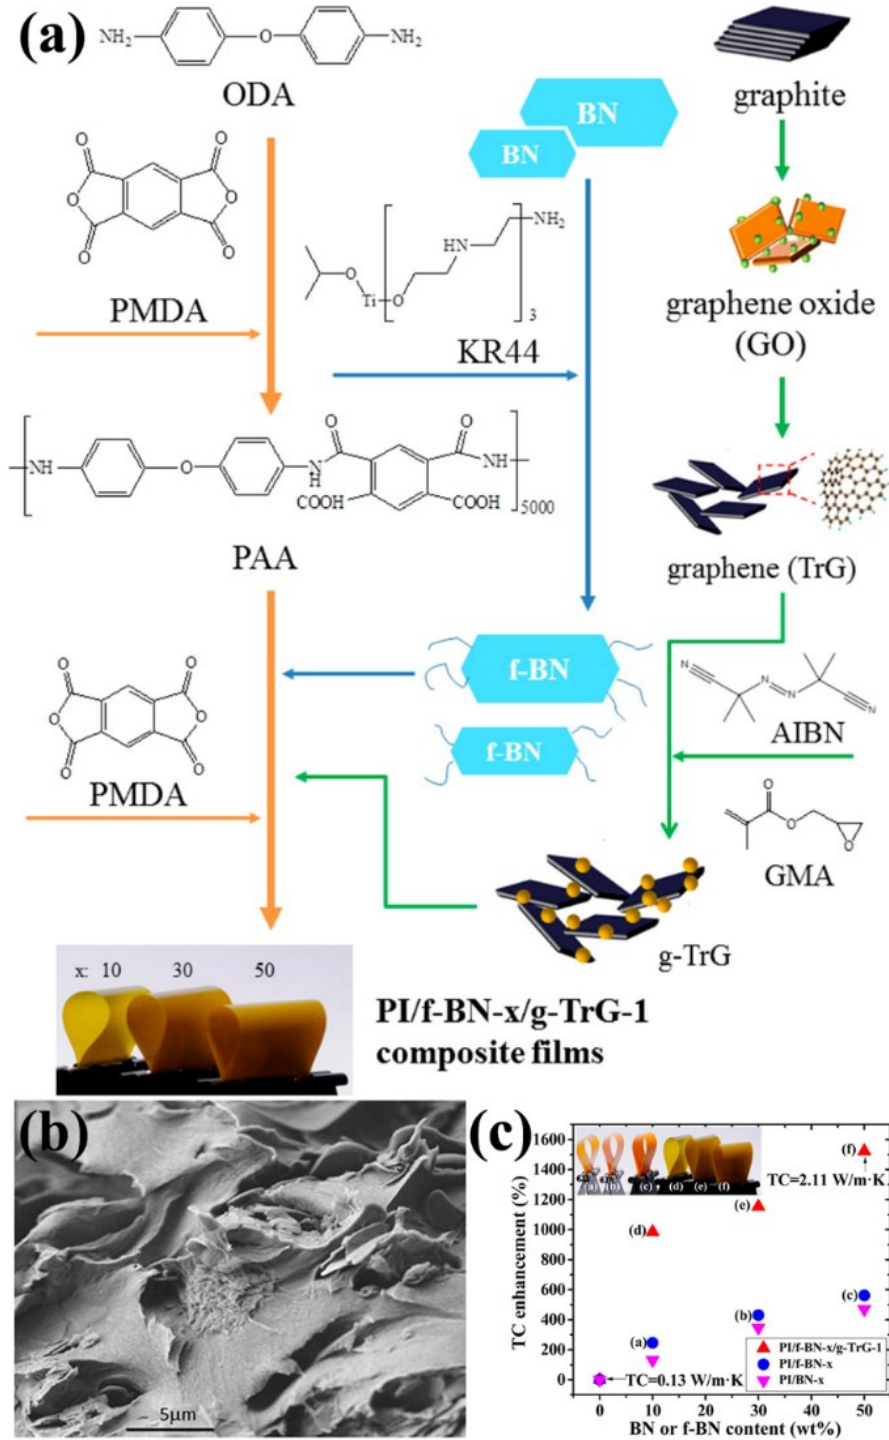 (a)
NH₂
O
NH₂
ODA
graphite
BN
BN
O
O
O
O
O
O
PMDA
NH₂
HN
O
Ti
O
3
KR44
graphene oxide
(GO)
NH
O
O
N
H
O
NH
COOH
COOH
5000
PAA
graphene (TrG)
f-BN
f-BN
N
N
N
N
AIBN
O
O
O
O
O
O
PMDA
O
O
O
GMA
g-TrG
x: 10 30 50
PI/f-BN-x/g-TrG-1
composite films
(b)
5μm
(c)
TC enhancement (%)
1600
1400
1200
1000
800
600
400
200
0
(a) (b) (c) (d) (e) (f)
(f)
TC=2.11 W/m·K
(e)
(d)
(c)
(b)
(a)
TC=0.13 W/m·K
PI/f-BN-x/g-TrG-1
PI/f-BN-x
PI/BN-x
0 10 20 30 40 50
BN or f-BN content (wt%)